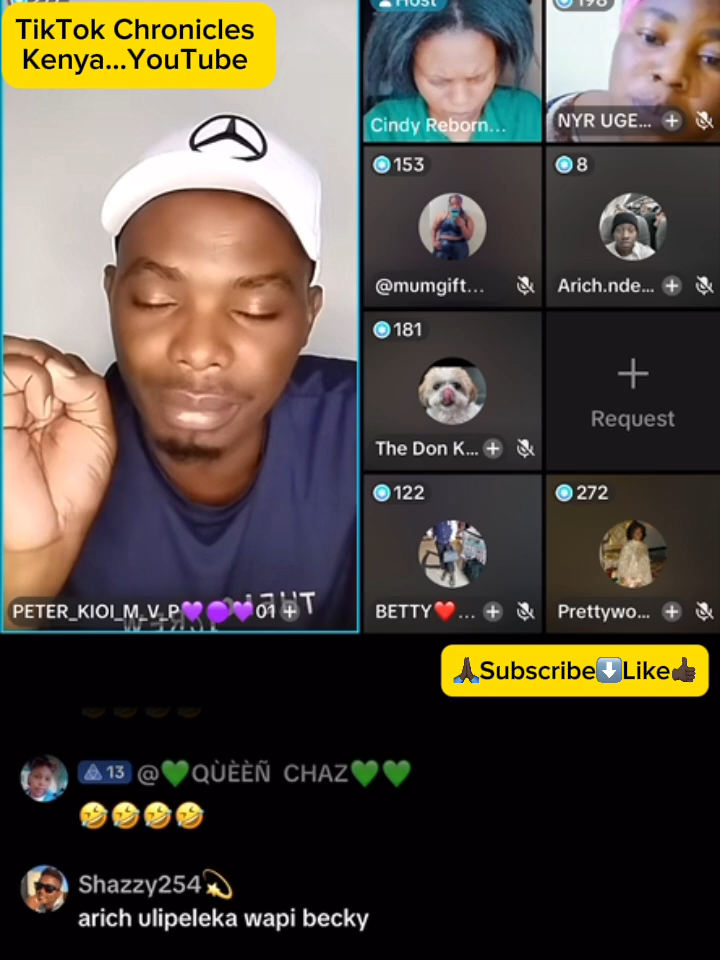 TikTok Chronicles
Kenya...YouTube
Host
198
Cindy Reborn...
NYR UGE...
153
8
@mumgift...
Arich.nde...
181
The Don K...
Request
122
272
BETTY❤️...
Prettywo...
PETER_KIOI_M_V_P💜🟣💜01
🙏🏿Subscribe⬇️Like👍🏿
🤣🤣🤣🤣
13 @💚QÙÈÈÑ CHAZ💚💚
🤣🤣🤣🤣
Shazzy254💫
arich ulipeleka wapi becky